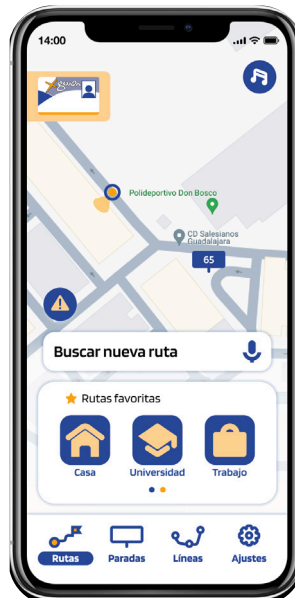 14:00
Polideportivo Don Bosco
CD Salesianos
Guadalajara
65
Buscar nueva ruta
Rutas favoritas
Casa
Universidad
Trabajo
Rutas
Paradas
Líneas
Ajustes